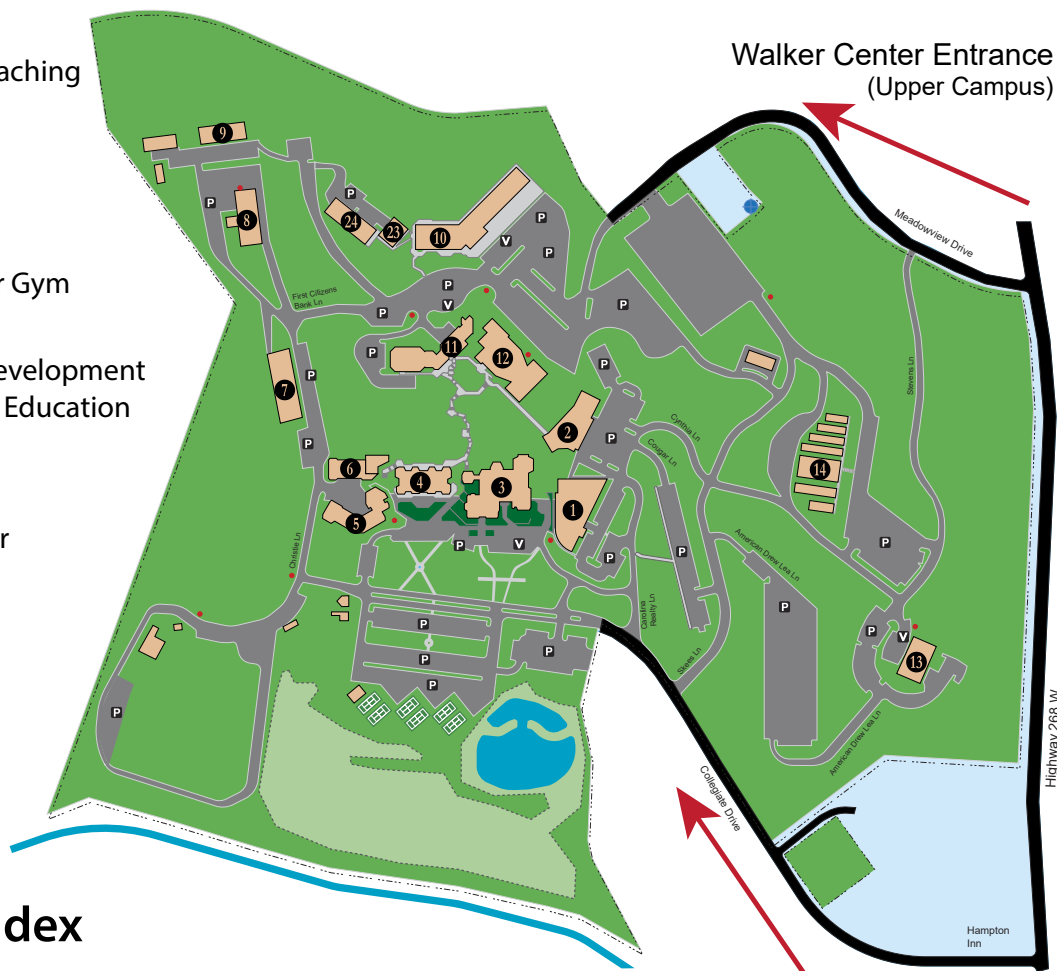 aching
Walker Center Entrance
(Upper Campus)
9
P
8
P
24
23
10
P
V
P
Meadowview Drive
r Gym
First Citizens
Bank Ln
P
V
P
P
11
P
12
evelopment
Education
7
P
Stevens Ln
P
2
P
Cynthia Ln
Cougar Ln
6
4
3
14
1
5
r
P
V
P
P
American Drew Lea Ln
P
Christie Ln
P
Carolina
Realty Ln
P
P
V
P
P
13
Skeens Ln
P
P
American Drew Lea Ln
Highway 268 W
Collegiate Drive
dex
Hampton
Inn